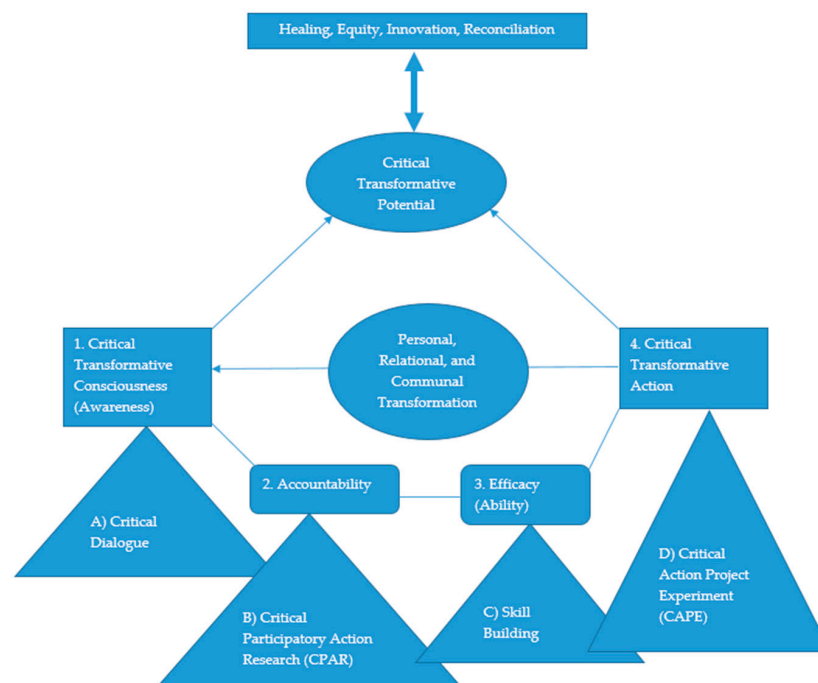 Healing, Equity, Innovation, Reconciliation
Critical
Transformative
Potential
1. Critical
Transformative
Consciousness
(Awareness)
Personal,
Relational, and
Communal
Transformation
4. Critical
Transformative
Action
2. Accountability
3. Efficacy
(Ability)
A) Critical
Dialogue
B) Critical
Participatory Action
Research (CPAR)
C) Skill
Building
D) Critical
Action Project
Experiment
(CAPE)